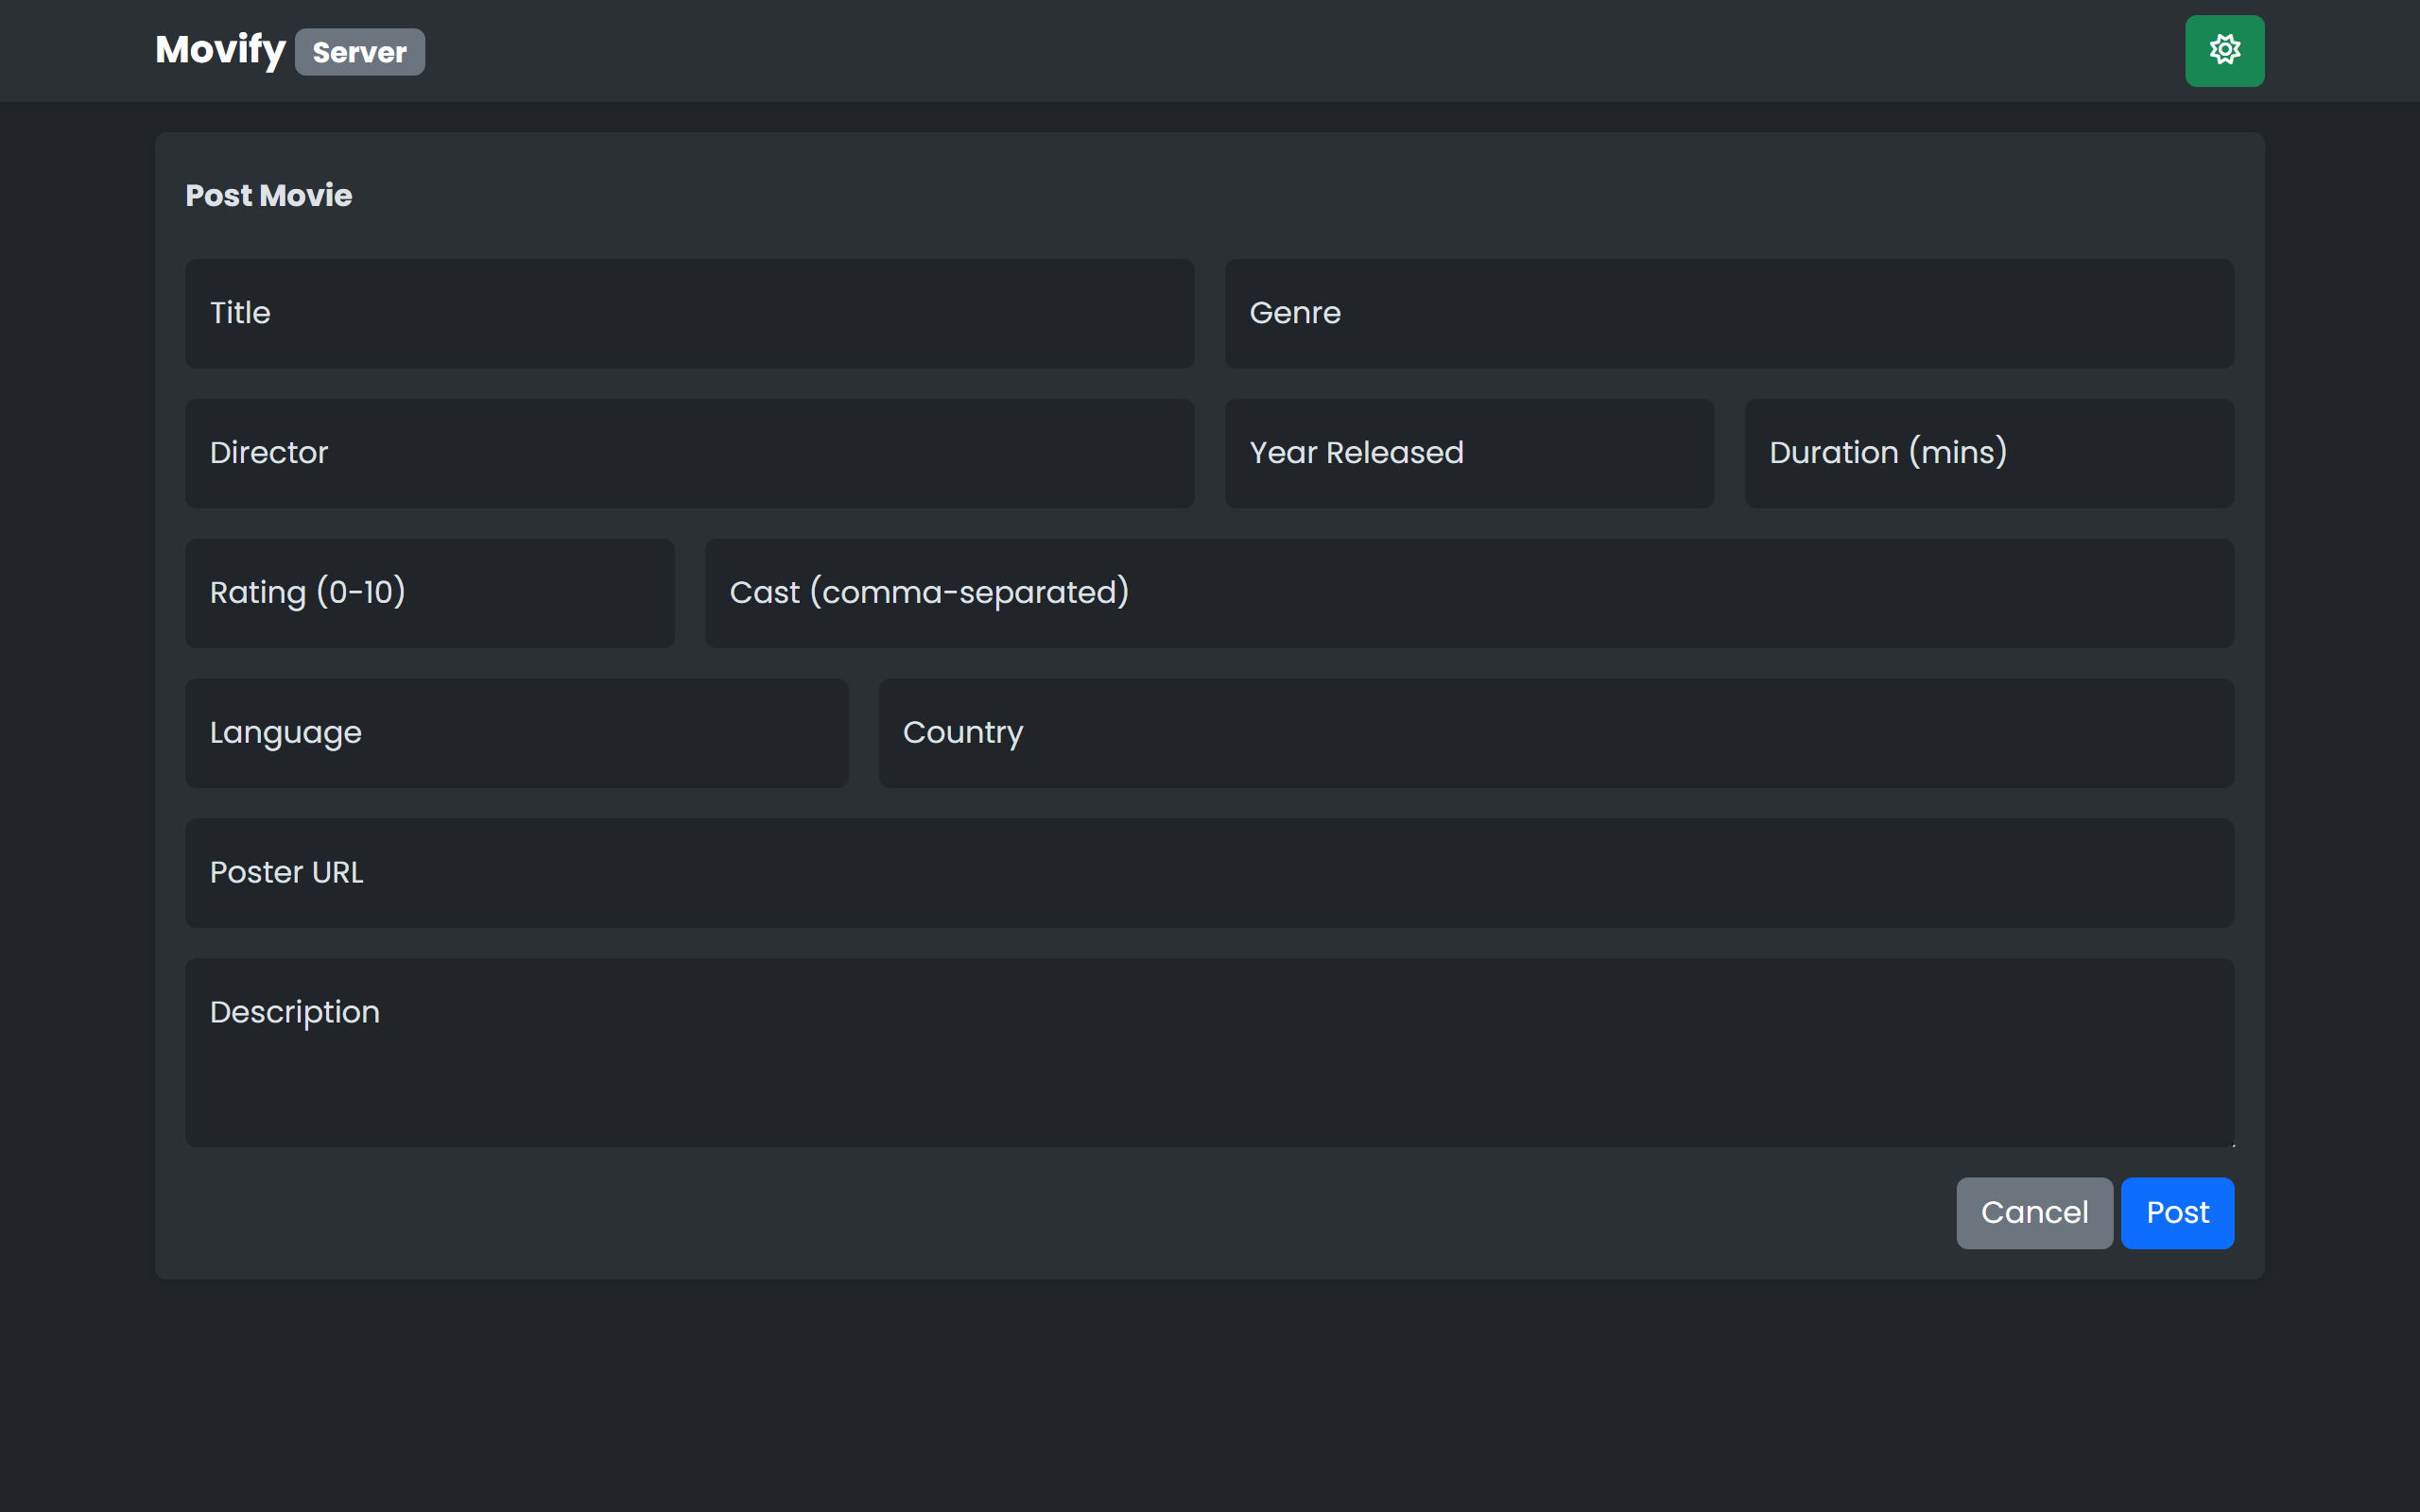 Movify Server
Post Movie
Title
Genre
Director
Year Released
Duration (mins)
Rating (0-10)
Cast (comma-separated)
Language
Country
Poster URL
Description
Cancel
Post